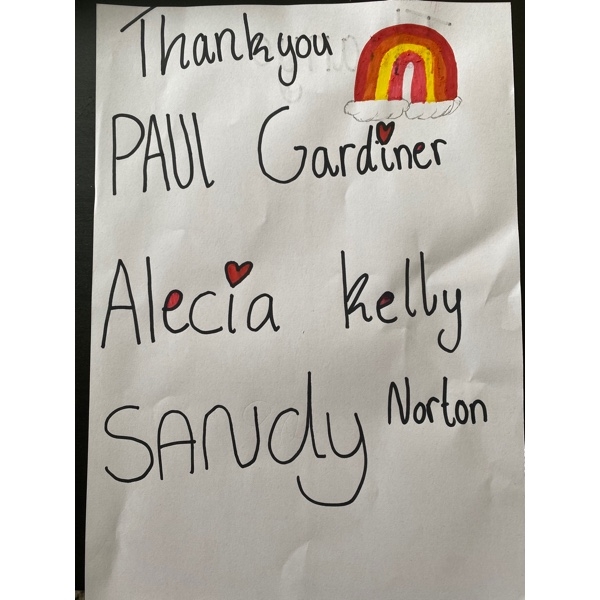 Thankyou
PAUL Gardiner
Alecia kelly
SANdy Norton